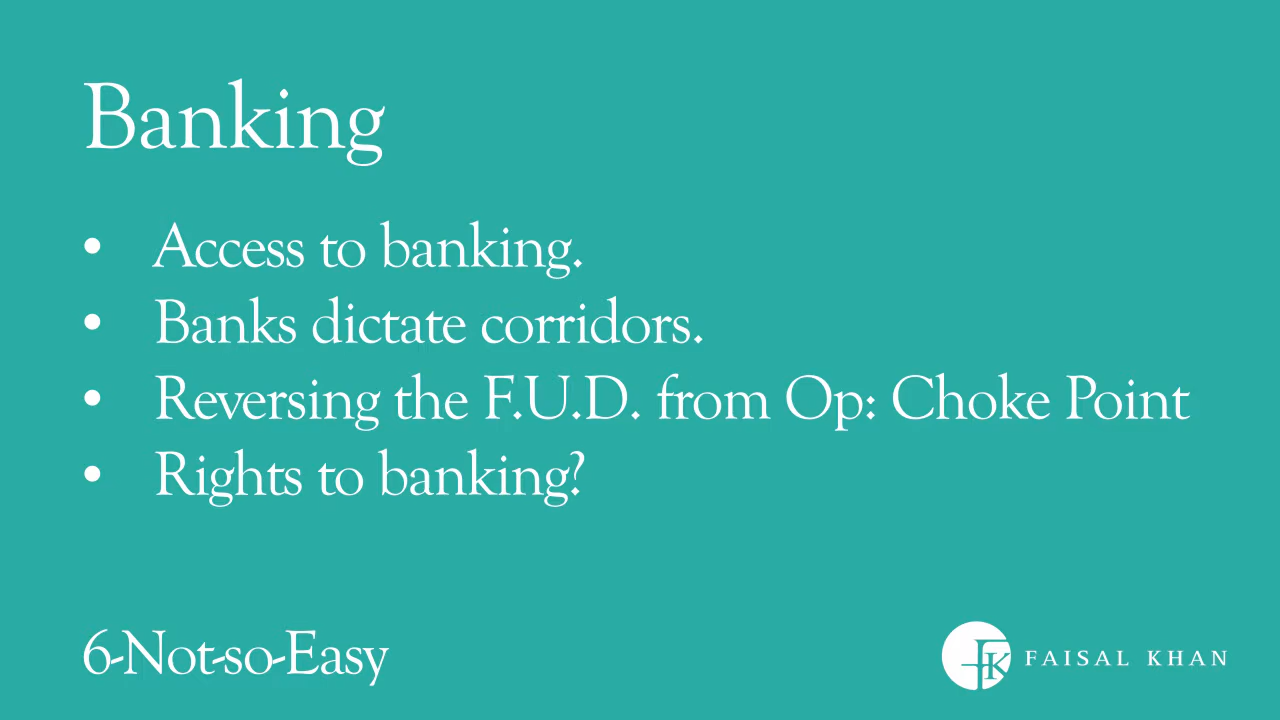 Banking
• Access to banking.
• Banks dictate corridors.
• Reversing the F.U.D. from Op: Choke Point
• Rights to banking?
6-Not-so-Easy
FK FAISAL KHAN